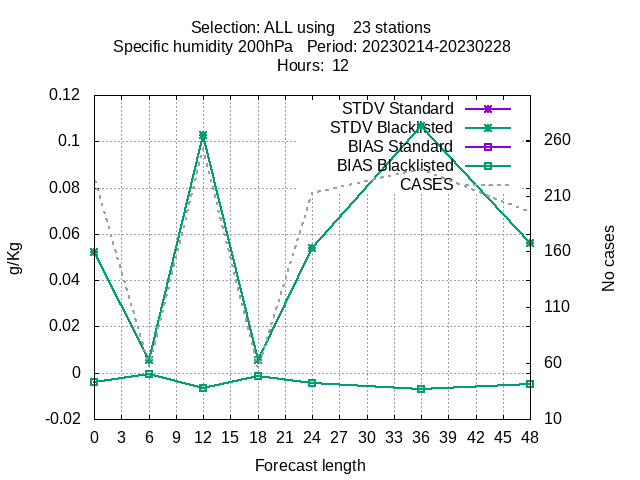 Selection: ALL using    23 stations
Specific humidity 200hPa   Period: 20230214-20230228
Hours:  12
0.12
0.1
0.08
0.06
0.04
0.02
0
-0.02
g/Kg
STDV Standard
STDV Blacklisted
BIAS Standard
BIAS Blacklisted
CASES
260
210
160
110
60
10
No cases
0 3 6 9 12 15 18 21 24 27 30 33 36 39 42 45 48
Forecast length